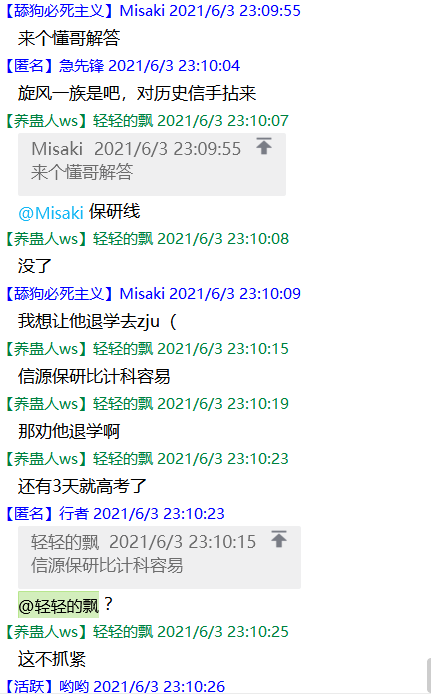 【舔狗必死主义】Misaki 2021/6/3 23:09:55
来个懂哥解答
【匿名】急先锋 2021/6/3 23:10:04
旋风一族是吧，对历史信手拈来
【养蛊人ws】轻轻的飘 2021/6/3 23:10:07
Misaki 2021/6/3 23:09:55
来个懂哥解答
@Misaki 保研线
【养蛊人ws】轻轻的飘 2021/6/3 23:10:08
没了
【舔狗必死主义】Misaki 2021/6/3 23:10:09
我想让他退学去zju（
【养蛊人ws】轻轻的飘 2021/6/3 23:10:15
信源保研比计科容易
【养蛊人ws】轻轻的飘 2021/6/3 23:10:19
那劝他退学啊
【养蛊人ws】轻轻的飘 2021/6/3 23:10:23
还有3天就高考了
【匿名】行者 2021/6/3 23:10:23
轻轻的飘 2021/6/3 23:10:15
信源保研比计科容易
@轻轻的飘 ？
【养蛊人ws】轻轻的飘 2021/6/3 23:10:25
这不抓紧
【活跃】哟哟 2021/6/3 23:10:26